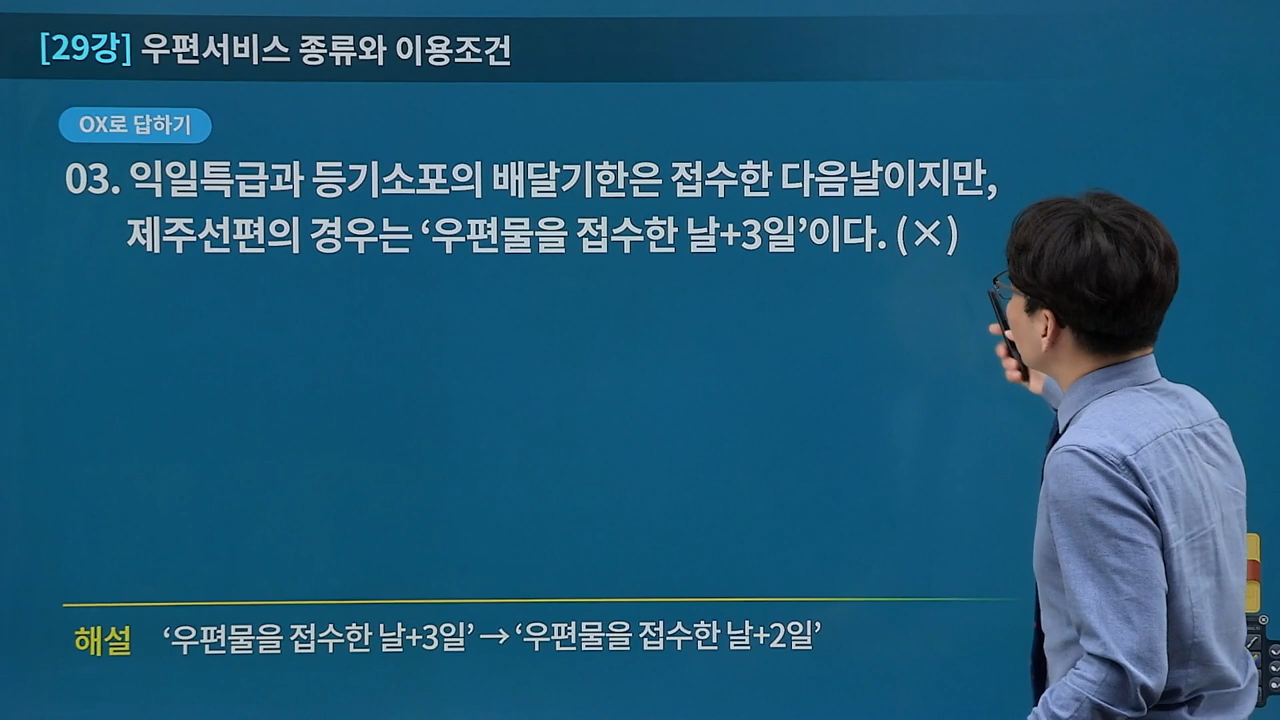 [29강] 우편서비스 종류와 이용조건
OX로 답하기
03. 익일특급과 등기소포의 배달기한은 접수한 다음날이지만,
제주선편의 경우는 ‘우편물을 접수한 날+3일’이다. (×)
해설 ‘우편물을 접수한 날+3일’→‘우편물을 접수한 날+2일’